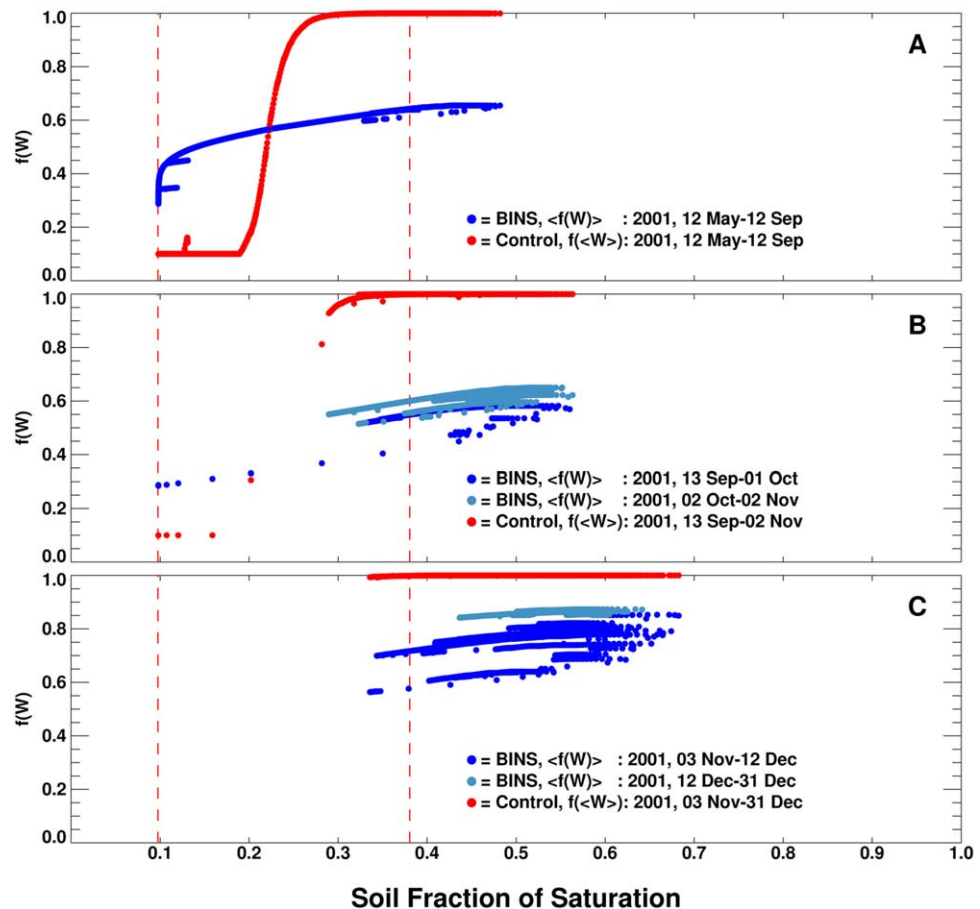 1.0
0.8
0.6
0.4
0.2
0.0
f(W)
A
= BINS, <f(W)> : 2001, 12 May-12 Sep
= Control, f(<W>): 2001, 12 May-12 Sep
1.0
0.8
0.6
0.4
0.2
0.0
f(W)
B
= BINS, <f(W)> : 2001, 13 Sep-01 Oct
= BINS, <f(W)> : 2001, 02 Oct-02 Nov
= Control, f(<W>): 2001, 13 Sep-02 Nov
1.0
0.8
0.6
0.4
0.2
0.0
f(W)
C
= BINS, <f(W)> : 2001, 03 Nov-12 Dec
= BINS, <f(W)> : 2001, 12 Dec-31 Dec
= Control, f(<W>): 2001, 03 Nov-31 Dec
0.1 0.2 0.3 0.4 0.5 0.6 0.7 0.8 0.9 1.0
Soil Fraction of Saturation